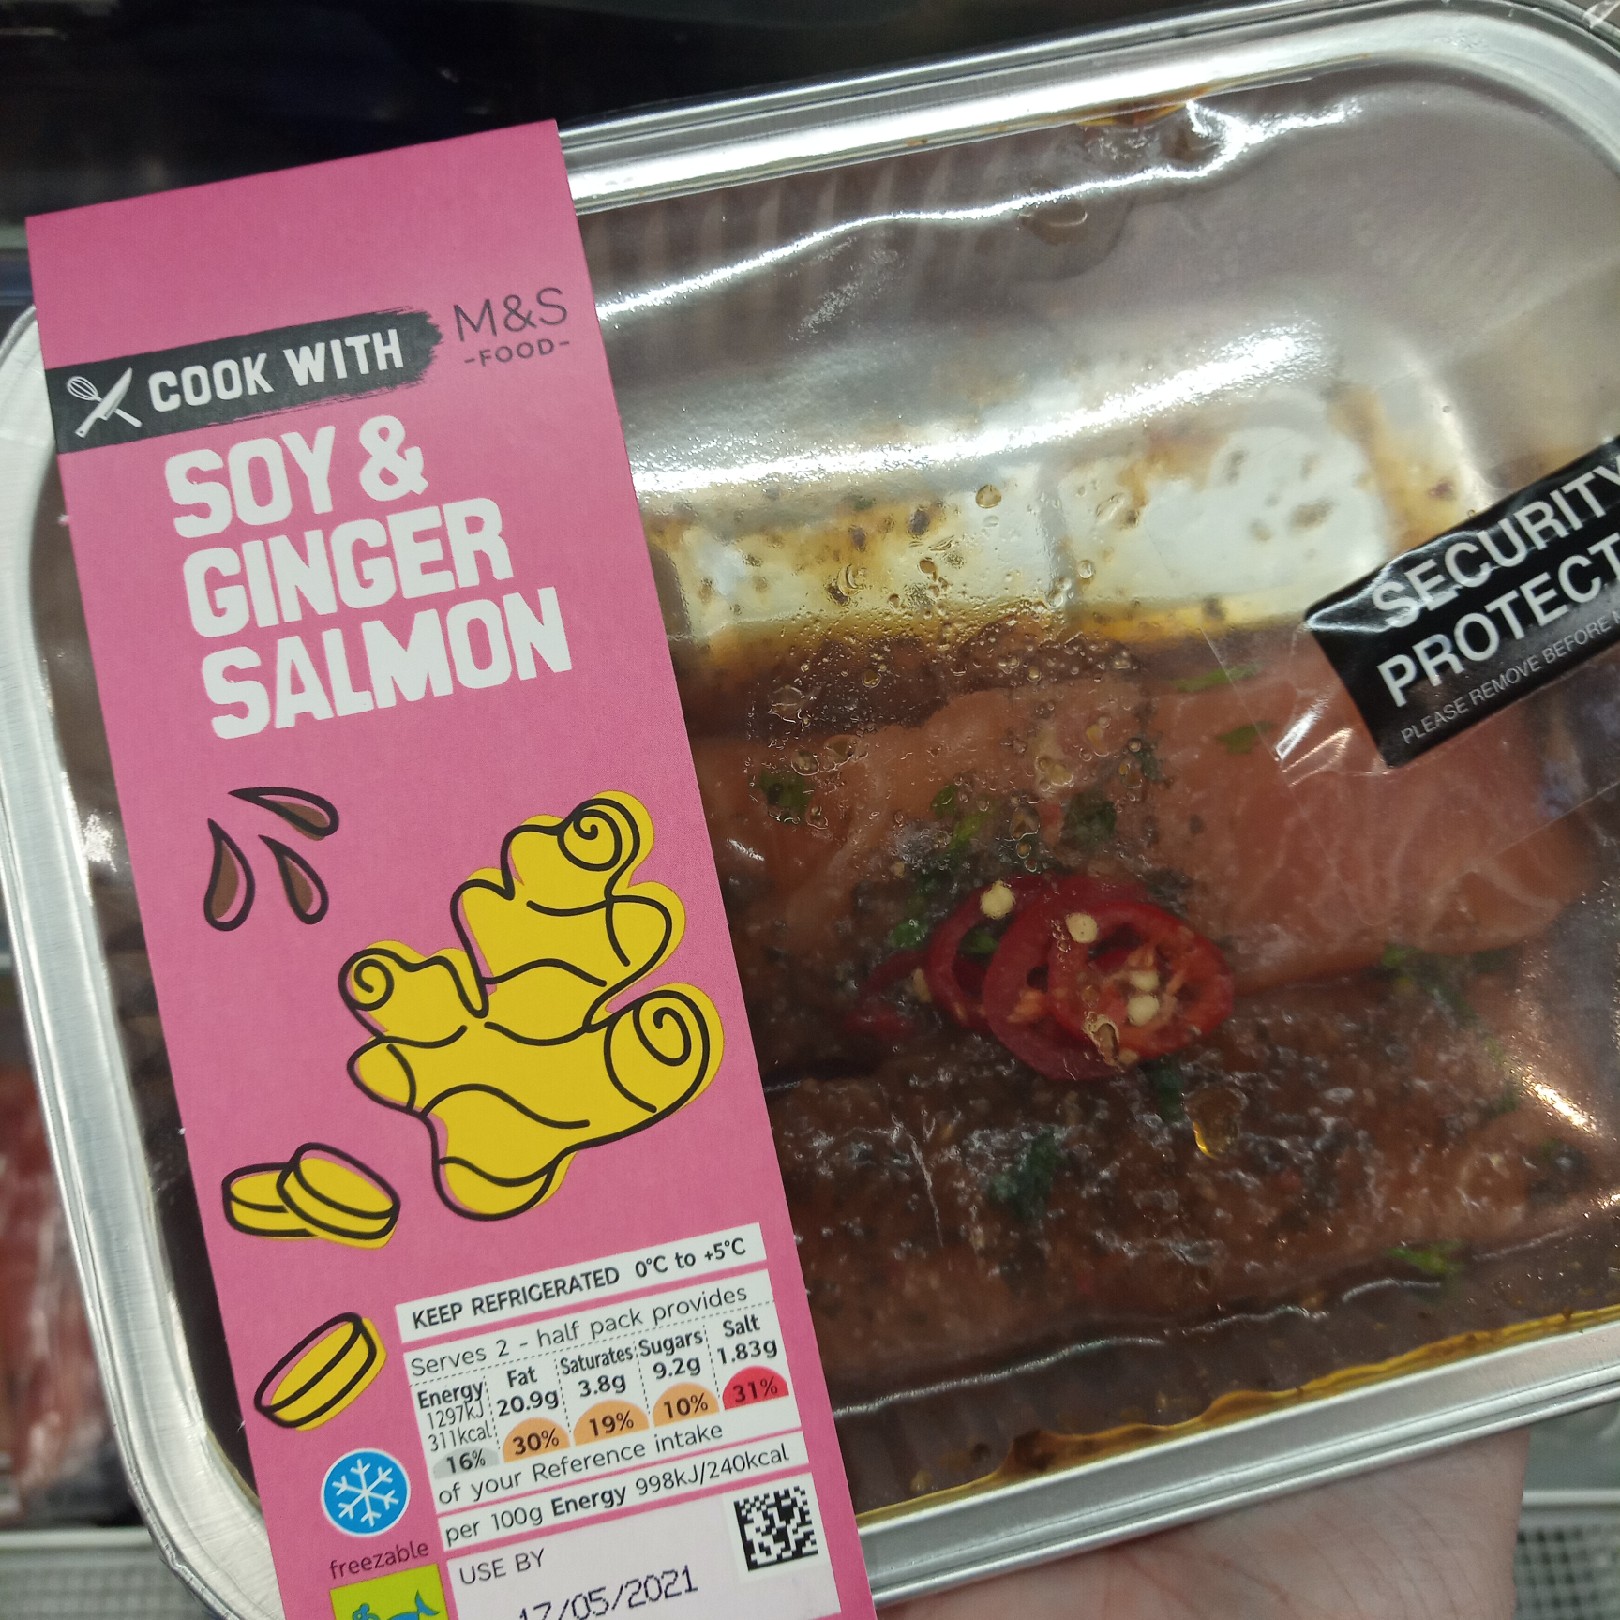 COOK WITH
M&S
-FOOD-
SOY &
GINGER
SALMON
KEEP REFRIGERATED 0°C to +5°C
Serves 2 - half pack provides
Energy Fat Saturates Sugars Salt
1297kJ 20.9g 3.8g 9.2g 1.83g
311kcal
16% 30% 19% 10% 31%
of your Reference intake
per 100g Energy 998kJ/240kcal
freezable
USE BY
17/05/2021
SECURITY
PROTECT
PLEASE REMOVE BEFORE